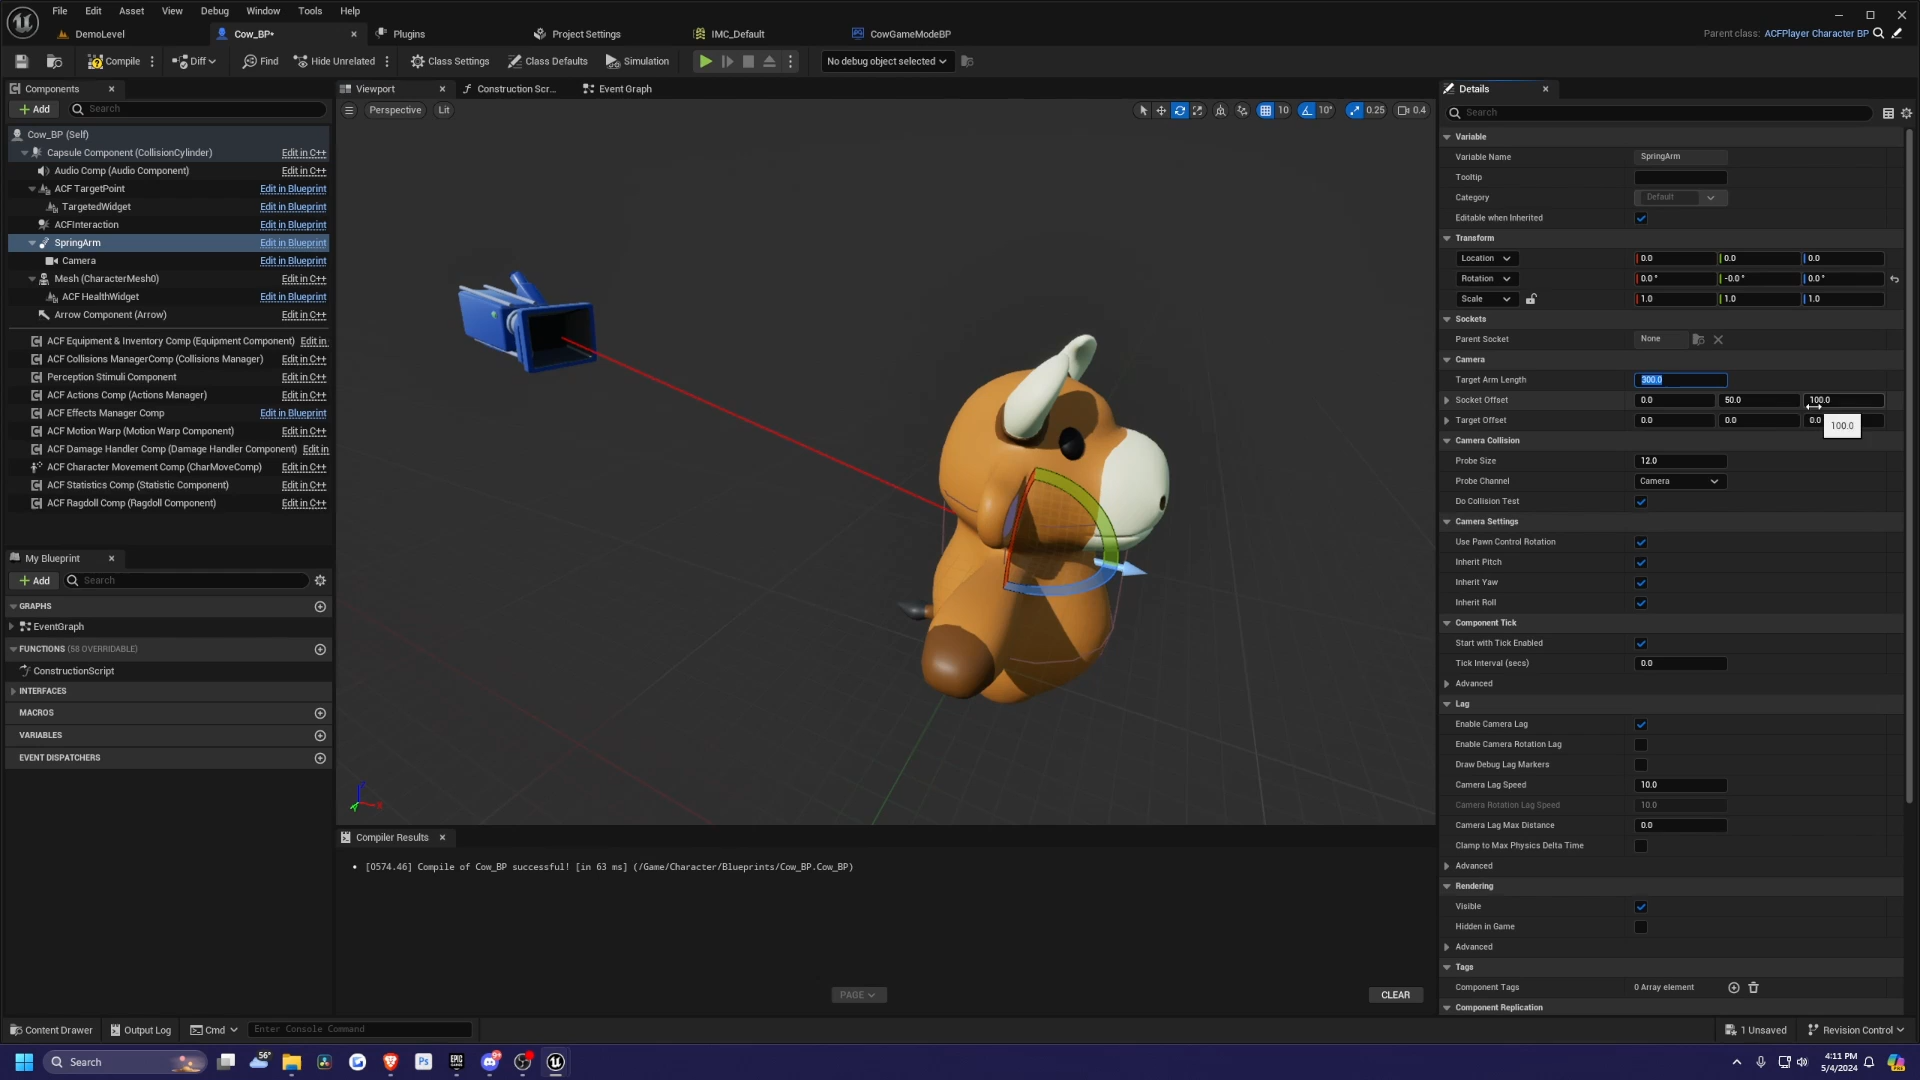 File Edit Asset View Debug Window Tools Help
DemoLevel Cow_BP* Plugins Project Settings IMC_Default CowGameModeBP Parent class: ACFPlayer Character BP
Compile Diff Find Hide Unrelated Class Settings Class Defaults Simulation No debug object selected
Components
Add Search
Cow_BP (Self)
Capsule Component (CollisionCylinder) Edit in C++
Audio Comp (Audio Component) Edit in C++
ACF TargetPoint Edit in Blueprint
TargetedWidget Edit in Blueprint
ACFInteraction Edit in Blueprint
SpringArm Edit in Blueprint
Camera Edit in Blueprint
Mesh (CharacterMesh0) Edit in C++
ACF HealthWidget Edit in Blueprint
Arrow Component (Arrow) Edit in C++
ACF Equipment & Inventory Comp (Equipment Component) Edit in
ACF Collisions ManagerComp (Collisions Manager) Edit in C++
Perception Stimuli Component Edit in C++
ACF Actions Comp (Actions Manager) Edit in C++
ACF Effects Manager Comp Edit in Blueprint
ACF Motion Warp (Motion Warp Component) Edit in C++
ACF Damage Handler Comp (Damage Handler Component) Edit in
ACF Character Movement Comp (CharMoveComp) Edit in C++
ACF Statistics Comp (Statistic Component) Edit in C++
ACF Ragdoll Comp (Ragdoll Component) Edit in C++
My Blueprint
Add Search
GRAPHS
EventGraph
FUNCTIONS (58 OVERRIDABLE)
ConstructionScript
INTERFACES
MACROS
VARIABLES
EVENT DISPATCHERS
Viewport Construction Scr... Event Graph
Perspective Lit 10 10° 0.25 0.4
Compiler Results
• [0574.46] Compile of Cow_BP successful! [in 63 ms] (/Game/Character/Blueprints/Cow_BP.Cow_BP)
PAGE CLEAR
Details
Search
Variable
Variable Name SpringArm
Tooltip
Category Default
Editable when Inherited
Transform
Location 0.0 0.0 0.0
Rotation 0.0 ° -0.0 ° 0.0 °
Scale 1.0 1.0 1.0
Sockets
Parent Socket None
Camera
Target Arm Length 300.0
Socket Offset 0.0 50.0 100.0
Target Offset 0.0 0.0 0.0
100.0
Camera Collision
Probe Size 12.0
Probe Channel Camera
Do Collision Test
Camera Settings
Use Pawn Control Rotation
Inherit Pitch
Inherit Yaw
Inherit Roll
Component Tick
Start with Tick Enabled
Tick Interval (secs) 0.0
Advanced
Lag
Enable Camera Lag
Enable Camera Rotation Lag
Draw Debug Lag Markers
Camera Lag Speed 10.0
Camera Rotation Lag Speed 10.0
Camera Lag Max Distance 0.0
Clamp to Max Physics Delta Time
Advanced
Rendering
Visible
Hidden in Game
Advanced
Tags
Component Tags 0 Array element
Component Replication
Content Drawer Output Log Cmd Enter Console Command 1 Unsaved Revision Control
Search 56° 4:11 PM
5/4/2024